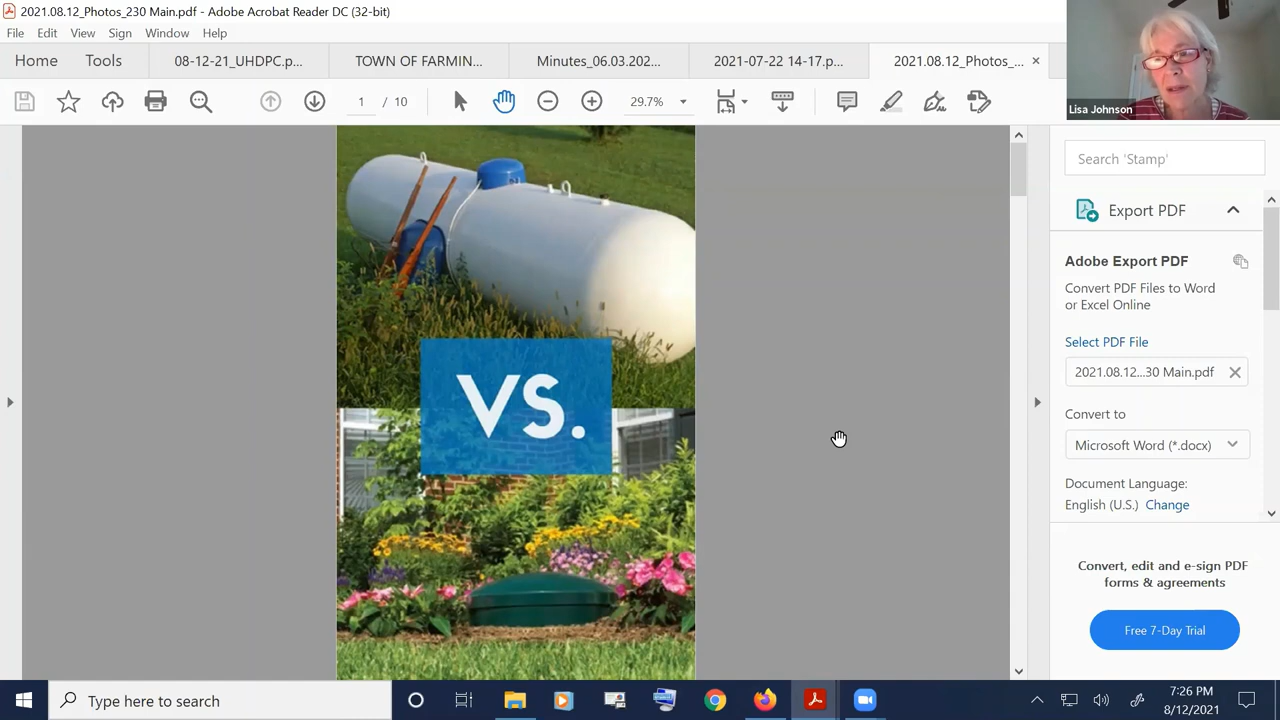 2021.08.12_Photos_230 Main.pdf - Adobe Acrobat Reader DC (32-bit)
File Edit View Sign Window Help
Home Tools 08-12-21_UHDPC.p... TOWN OF FARMIN... Minutes_06.03.202... 2021-07-22 14-17.p... 2021.08.12_Photos_... ×
1 / 10 29.7%
Lisa Johnson
Search 'Stamp'
Export PDF
Adobe Export PDF
Convert PDF Files to Word
or Excel Online
Select PDF File
2021.08.12...30 Main.pdf
Convert to
Microsoft Word (*.docx)
Document Language:
English (U.S.) Change
Convert, edit and e-sign PDF
forms & agreements
Free 7-Day Trial
VS.
Type here to search
7:26 PM
8/12/2021